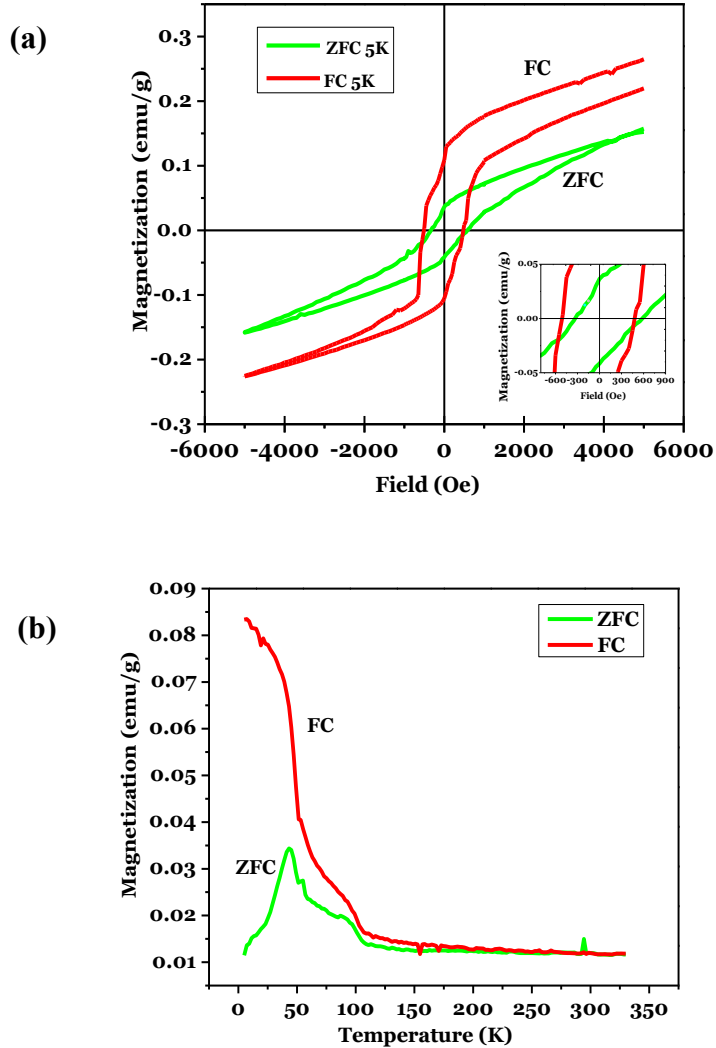 (a)
0.3
0.2
0.1
0.0
-0.1
-0.2
-0.3
Magnetization (emu/g)
ZFC 5K
FC 5K
FC
ZFC
0.05
0.00
-0.05
Magnetization (emu/g)
-600 -300 0 300 600 900
Field (Oe)
-6000 -4000 -2000 0 2000 4000 6000
Field (Oe)
(b)
0.09
0.08
0.07
0.06
0.05
0.04
0.03
0.02
0.01
Magnetization (emu/g)
ZFC
FC
FC
ZFC
0 50 100 150 200 250 300 350
Temperature (K)